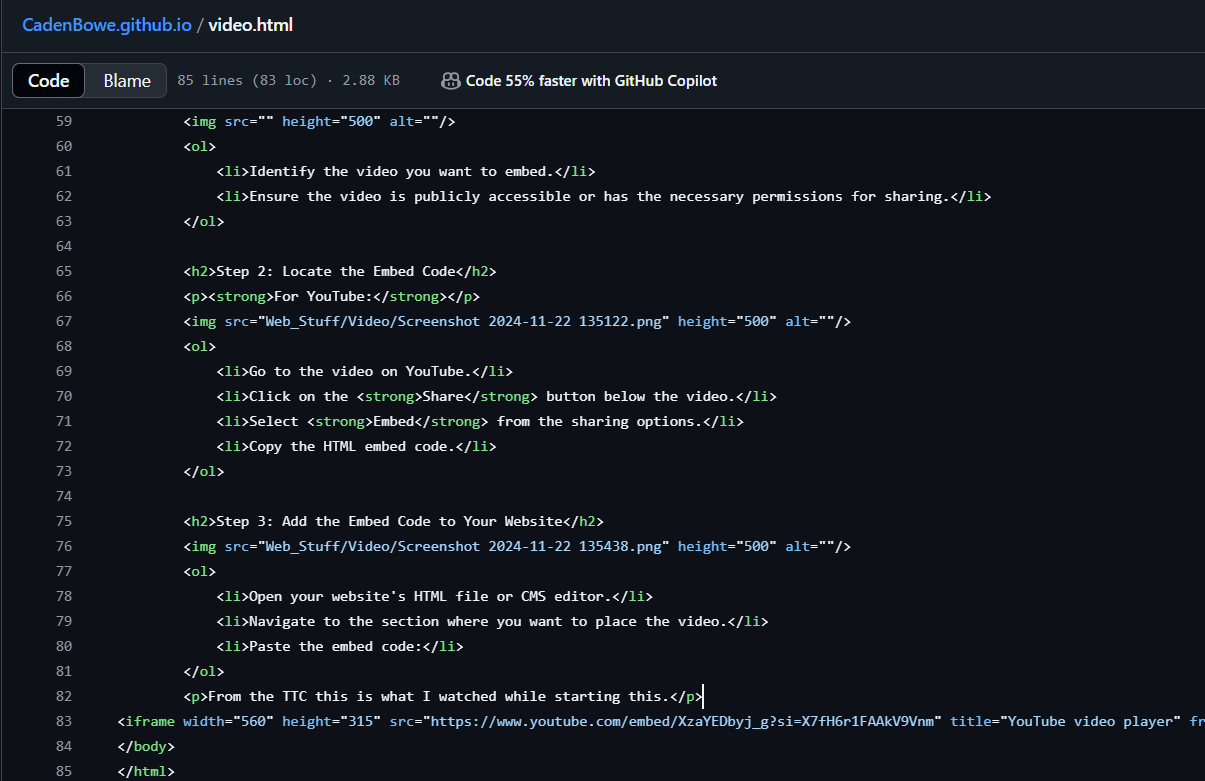 CadenBowe.github.io / video.html
Code Blame 85 lines (83 loc) · 2.88 KB Code 55% faster with GitHub Copilot
59 <img src="" height="500" alt=""/>
60 <ol>
61 <li>Identify the video you want to embed.</li>
62 <li>Ensure the video is publicly accessible or has the necessary permissions for sharing.</li>
63 </ol>
64
65 <h2>Step 2: Locate the Embed Code</h2>
66 <p><strong>For YouTube:</strong></p>
67 <img src="Web_Stuff/Video/Screenshot 2024-11-22 135122.png" height="500" alt=""/>
68 <ol>
69 <li>Go to the video on YouTube.</li>
70 <li>Click on the <strong>Share</strong> button below the video.</li>
71 <li>Select <strong>Embed</strong> from the sharing options.</li>
72 <li>Copy the HTML embed code.</li>
73 </ol>
74
75 <h2>Step 3: Add the Embed Code to Your Website</h2>
76 <img src="Web_Stuff/Video/Screenshot 2024-11-22 135438.png" height="500" alt=""/>
77 <ol>
78 <li>Open your website's HTML file or CMS editor.</li>
79 <li>Navigate to the section where you want to place the video.</li>
80 <li>Paste the embed code:</li>
81 </ol>
82 <p>From the TTC this is what I watched while starting this.</p>
83 <iframe width="560" height="315" src="https://www.youtube.com/embed/XzaYEDbyj_g?si=X7fH6r1FAAkV9Vnm" title="YouTube video player" fr
84 </body>
85 </html>